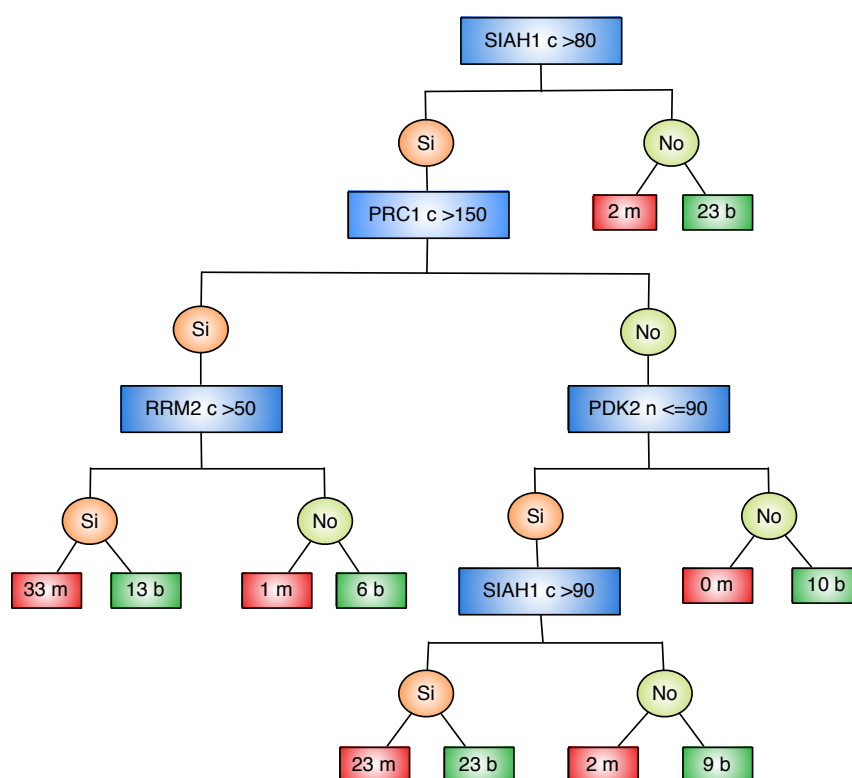 SIAH1 c >80
Si
No
2 m
23 b
PRC1 c >150
Si
No
RRM2 c >50
PDK2 n <=90
Si
No
Si
No
33 m
13 b
1 m
6 b
SIAH1 c >90
0 m
10 b
Si
No
23 m
23 b
2 m
9 b